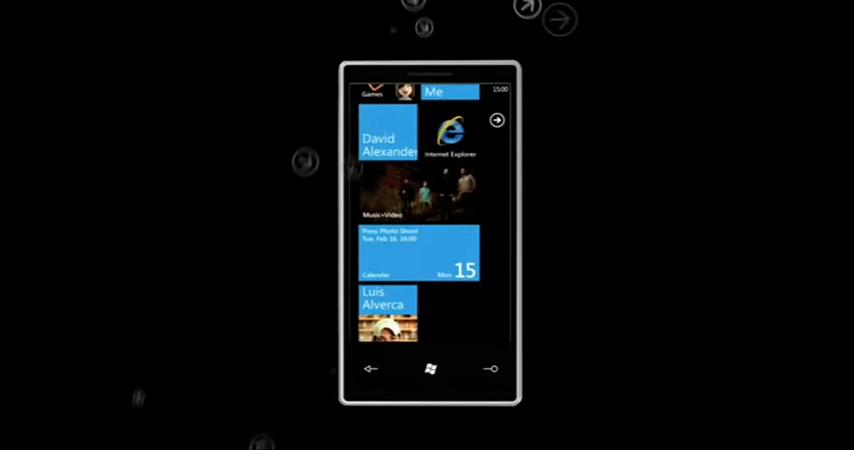 Games
Me
15:00
David
Alexander
Internet Explorer
Music+Video
Press Photo Shoot
Tue, Feb 16, 16:00
Calendar
Mon 15
Luis
Alverca